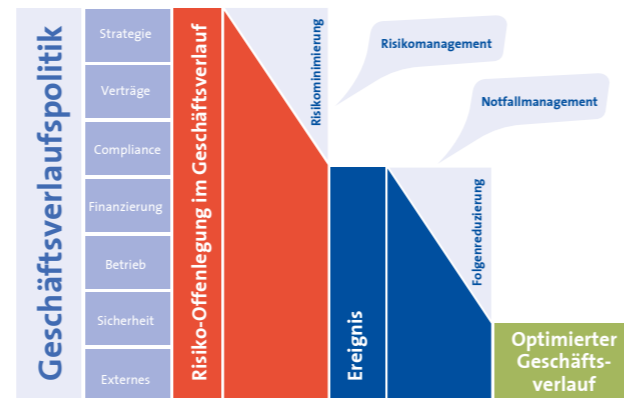 Geschäftsverlaufspolitik
Strategie
Verträge
Compliance
Finanzierung
Betrieb
Sicherheit
Externes
Risiko-Offenlegung im Geschäftsverlauf
Risikominimierung
Risikomanagement
Notfallmanagement
Ereignis
Folgenreduzierung
Optimierter
Geschäfts-
verlauf